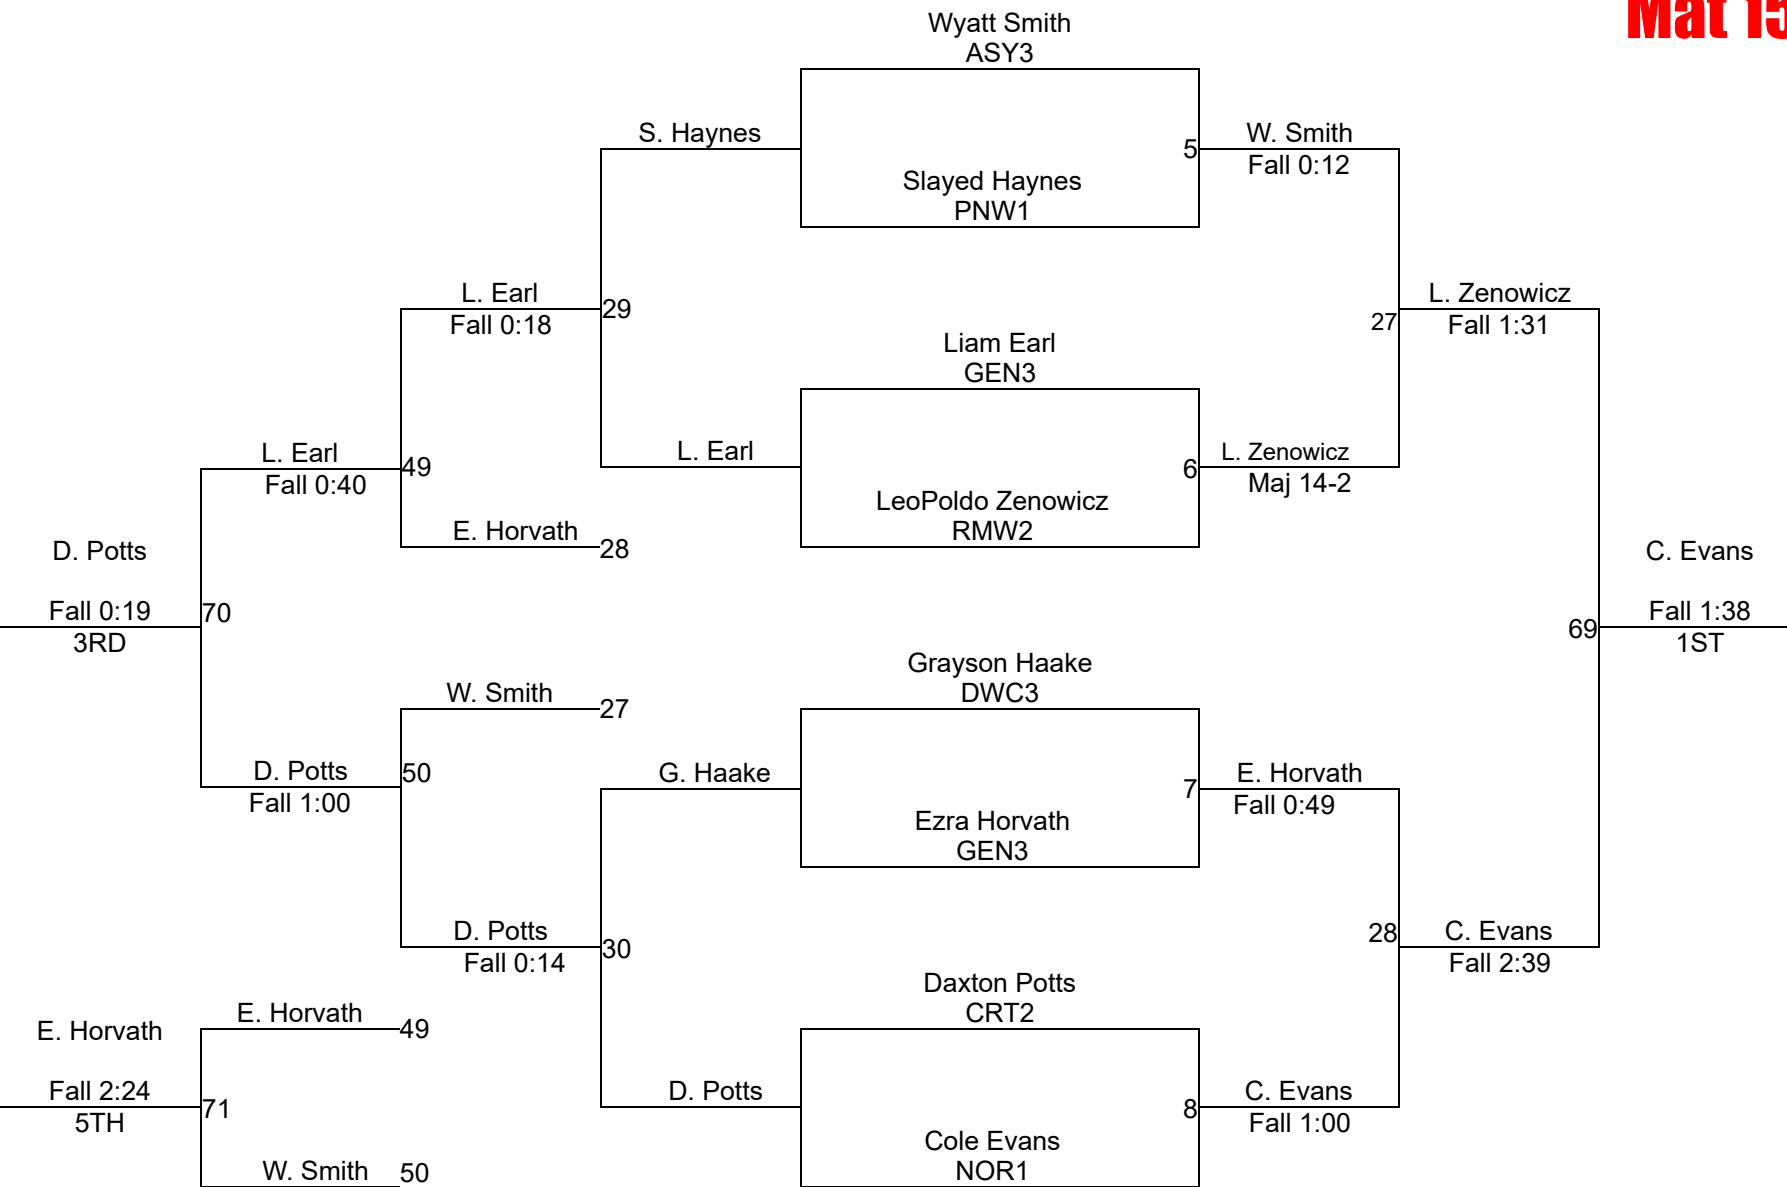 Mat 15
Wyatt Smith
ASY3
S. Haynes
5
W. Smith
Fall 0:12
Slayed Haynes
PNW1
L. Earl
Fall 0:18
29
27
L. Zenowicz
Fall 1:31
Liam Earl
GEN3
L. Earl
Fall 0:40
49
L. Earl
6
L. Zenowicz
Maj 14-2
LeoPoldo Zenowicz
RMW2
E. Horvath
28
D. Potts
Fall 0:19
3RD
70
C. Evans
Fall 1:38
1ST
69
Grayson Haake
DWC3
W. Smith
27
D. Potts
Fall 1:00
50
G. Haake
7
E. Horvath
Fall 0:49
Ezra Horvath
GEN3
D. Potts
Fall 0:14
30
28
C. Evans
Fall 2:39
Daxton Potts
CRT2
E. Horvath
49
E. Horvath
Fall 2:24
5TH
71
D. Potts
8
C. Evans
Fall 1:00
Cole Evans
NOR1
W. Smith
50